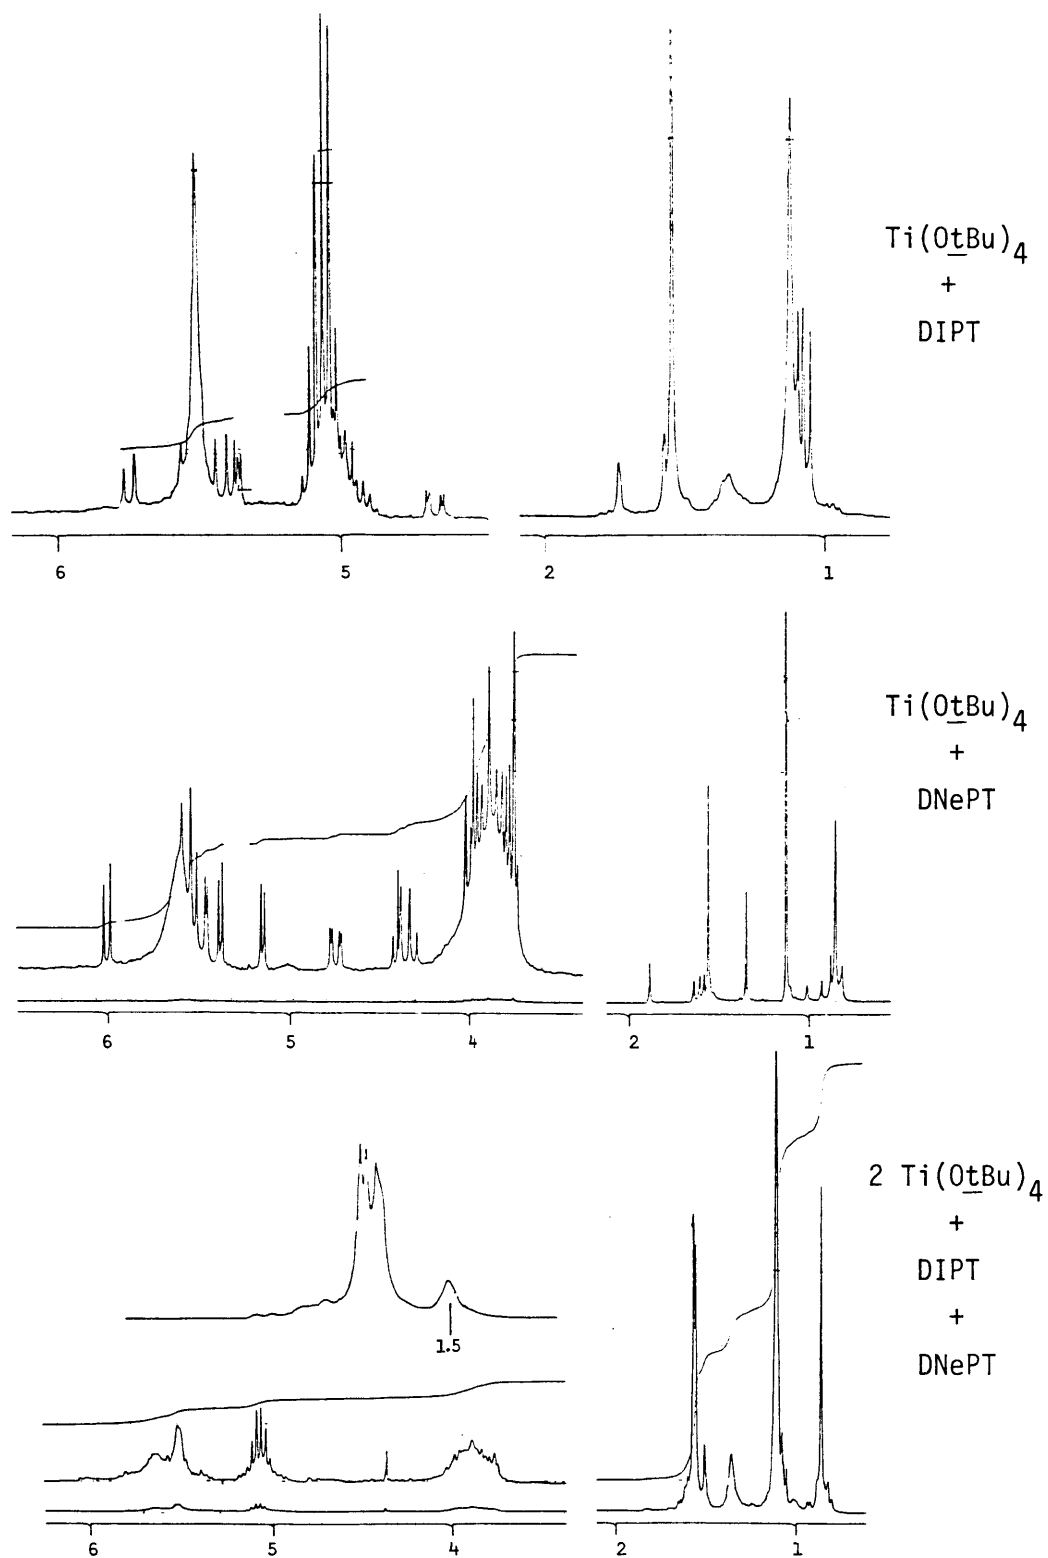 Ti(OtBu)4
+
DIPT
6 5 2 1
Ti(OtBu)4
+
DNePT
6 5 4 2 1
2 Ti(OtBu)4
+
DIPT
+
DNePT
1.5
6 5 4 2 1